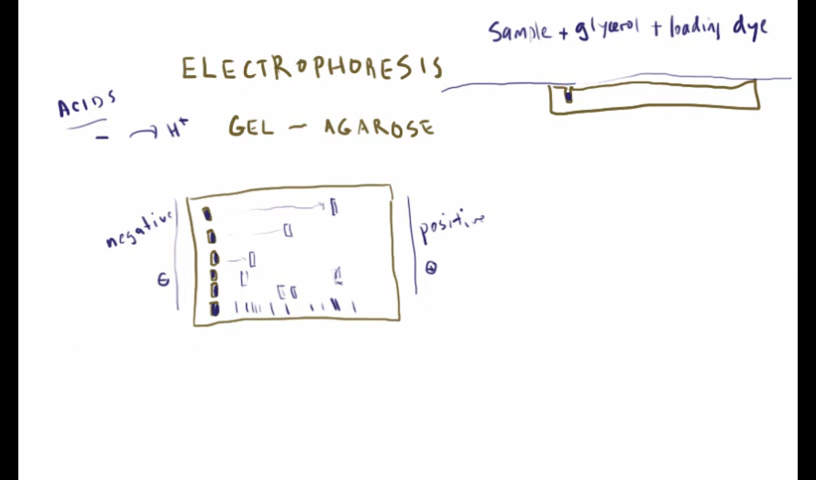 Sample + glycerol + loading dye
ELECTROPHORESIS
ACIDS
− → H+
GEL − AGAROSE
negative
⊖
positive
⊕